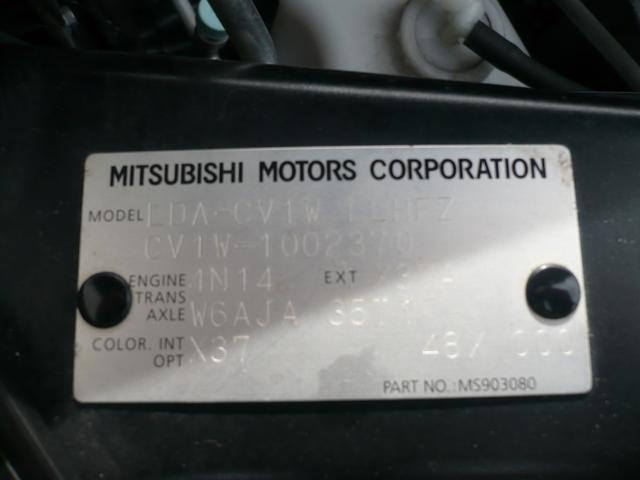 MITSUBISHI MOTORS CORPORATION
MODEL LDA-CV1W
CV1W-1002370
ENGINE 4N14 EXT
TRANS
AXLE W6AJA
COLOR. INT X37
OPT
PART NO.:MS903080